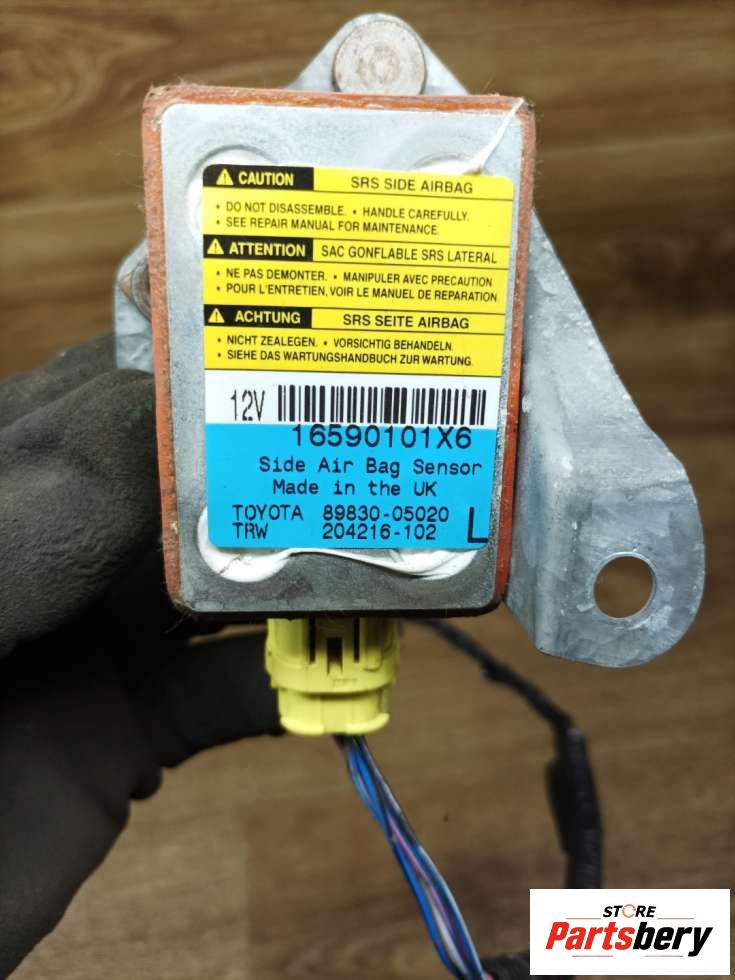 CAUTION SRS SIDE AIRBAG
• DO NOT DISASSEMBLE. • HANDLE CAREFULLY.
• SEE REPAIR MANUAL FOR MAINTENANCE.
ATTENTION SAC GONFLABLE SRS LATERAL
• NE PAS DEMONTER. • MANIPULER AVEC PRECAUTION
• POUR L'ENTRETIEN, VOIR LE MANUEL DE REPARATION
ACHTUNG SRS SEITE AIRBAG
• NICHT ZEALEGEN. • VORSICHTIG BEHANDELN.
• SIEHE DAS WARTUNGSHANDBUCH ZUR WARTUNG.
12V
16590101X6
Side Air Bag Sensor
Made in the UK
TOYOTA 89830-05020
TRW 204216-102 L
STORE
Partsbery